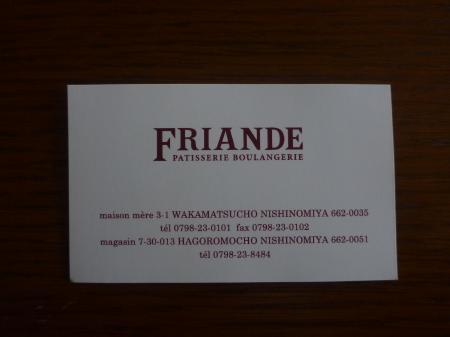 FRIANDE
PATISSERIE BOULANGERIE
maison mère 3-1 WAKAMATSUCHO NISHINOMIYA 662-0035
tél 0798-23-0101 fax 0798-23-0102
magasin 7-30-013 HAGOROMOCHO NISHINOMIYA 662-0051
tél 0798-23-8484